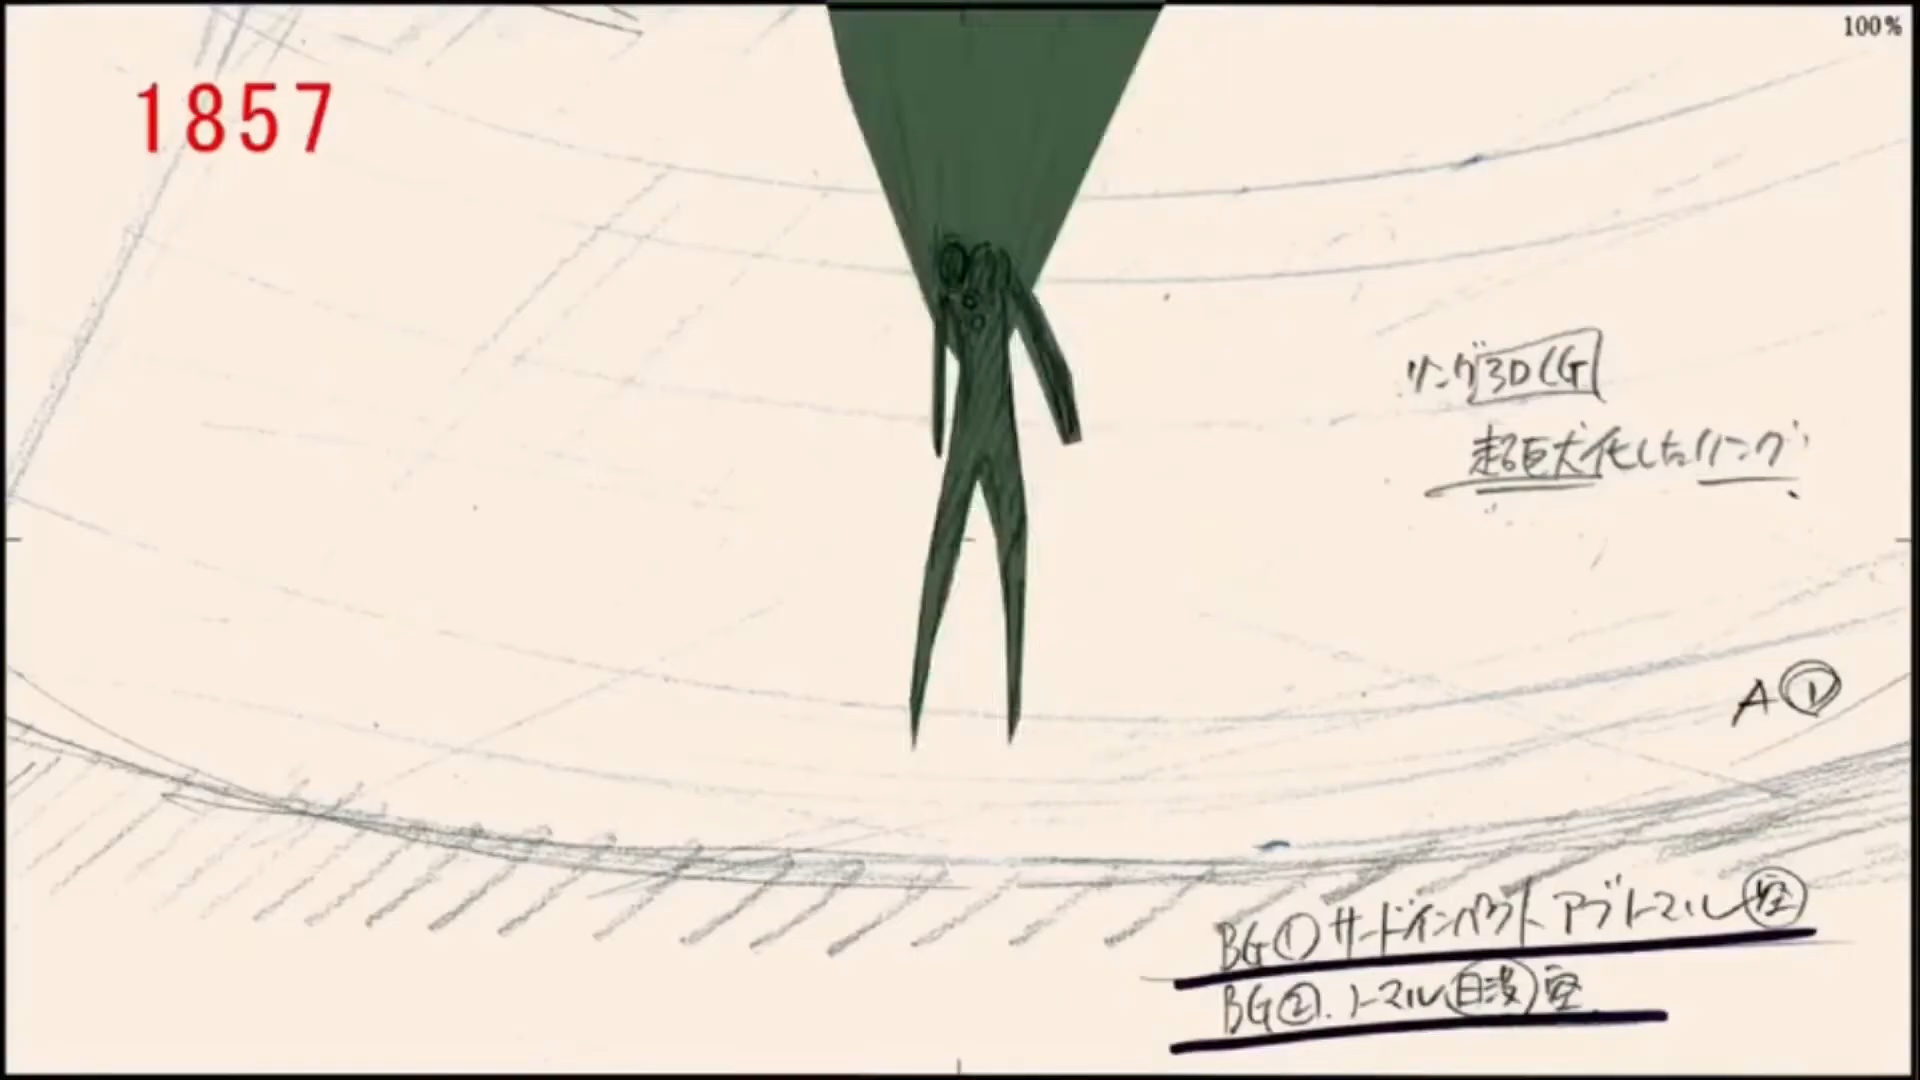 100%
1857
リング3DCG
超巨大化したリング
A①
BG① サードインパクト アブノーマル空
BG②. ノーマル 空